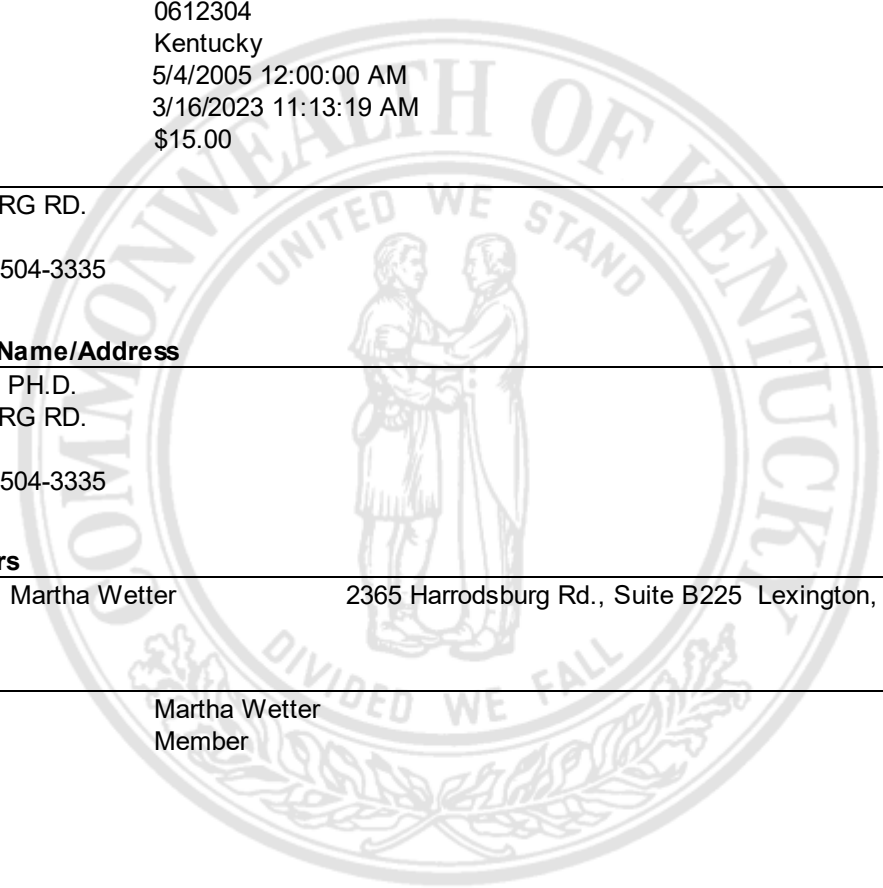 0612304
Kentucky
5/4/2005 12:00:00 AM
3/16/2023 11:13:19 AM
$15.00
RG RD.
504-3335
Name/Address
PH.D.
RG RD.
504-3335
rs
Martha Wetter 2365 Harrodsburg Rd., Suite B225 Lexington,
Martha Wetter
Member
COMMONWEALTH OF KENTUCKY
UNITED WE STAND
DIVIDED WE FALL